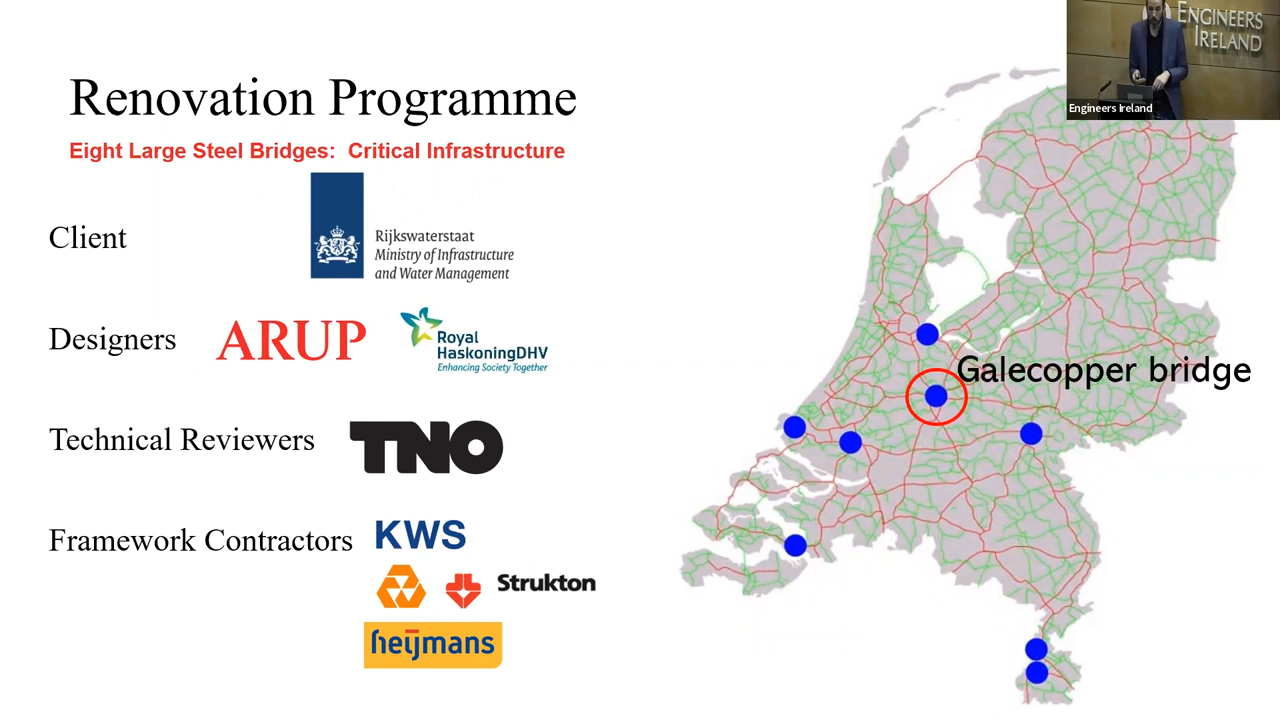 ENGINEERS
IRELAND
Engineers Ireland
Renovation Programme
Eight Large Steel Bridges: Critical Infrastructure
Client
Rijkswaterstaat
Ministry of Infrastructure
and Water Management
Designers
ARUP
Royal
HaskoningDHV
Enhancing Society Together
Technical Reviewers
TNO
Framework Contractors
KWS
Strukton
heijmans
Galecopper bridge